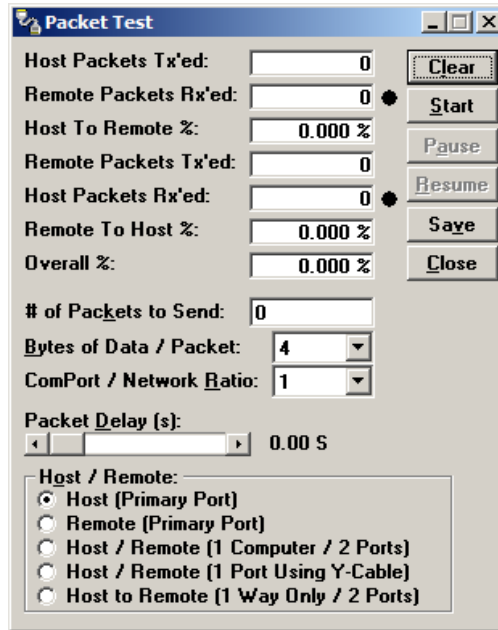 Packet Test
Host Packets Tx'ed: 0
Clear
Remote Packets Rx'ed: 0
Start
Host To Remote %: 0.000 %
Pause
Remote Packets Tx'ed: 0
Resume
Host Packets Rx'ed: 0
Remote To Host %: 0.000 %
Save
Overall %: 0.000 %
Close
# of Packets to Send: 0
Bytes of Data / Packet: 4
ComPort / Network Ratio: 1
Packet Delay (s):
0.00 S
Host / Remote:
Host (Primary Port)
Remote (Primary Port)
Host / Remote (1 Computer / 2 Ports)
Host / Remote (1 Port Using Y-Cable)
Host to Remote (1 Way Only / 2 Ports)